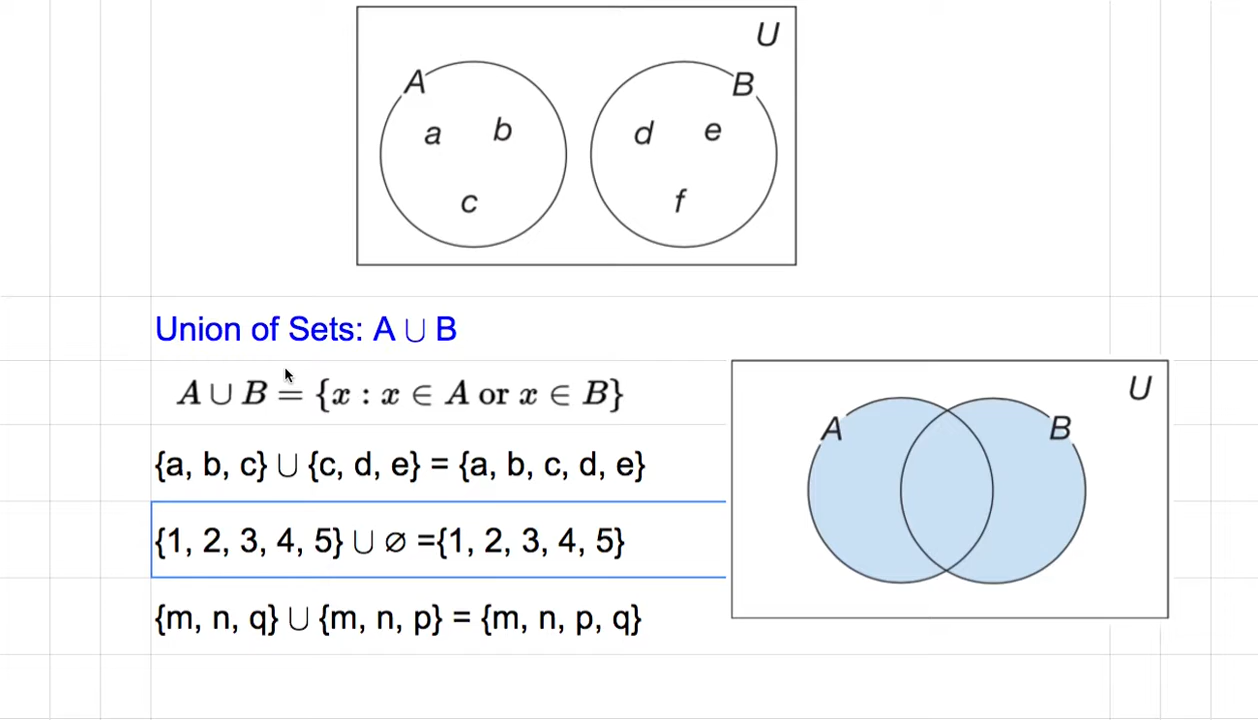 U
A B
a b d e
c f
Union of Sets: A ∪ B
A ∪ B = {x : x ∈ A or x ∈ B}
U
A B
{a, b, c} ∪ {c, d, e} = {a, b, c, d, e}
{1, 2, 3, 4, 5} ∪ ∅ ={1, 2, 3, 4, 5}
{m, n, q} ∪ {m, n, p} = {m, n, p, q}